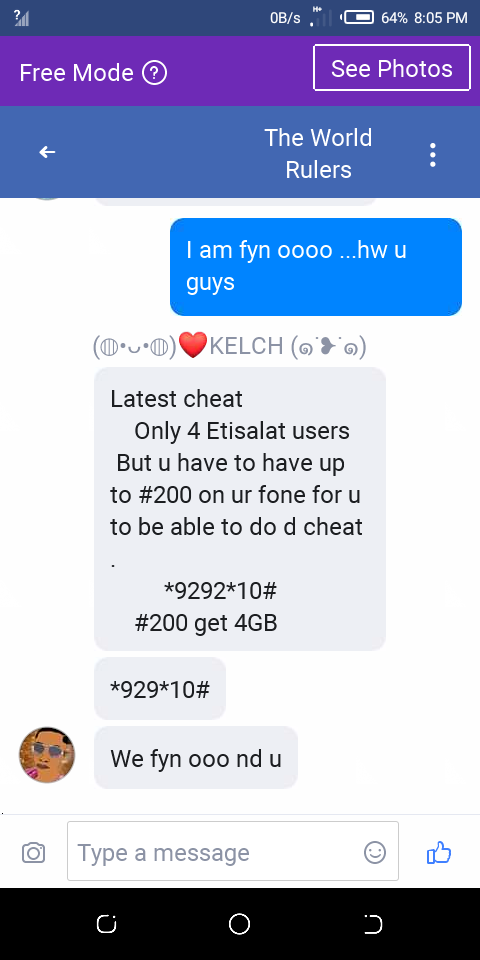 0B/s H+ 64% 8:05 PM
Free Mode ? See Photos
The World
Rulers
I am fyn oooo ...hw u
guys
(◍•ᴗ•◍)❤️KELCH (๑˙❥˙๑)
Latest cheat
Only 4 Etisalat users
But u have to have up
to #200 on ur fone for u
to be able to do d cheat
.
*9292*10#
#200 get 4GB
*929*10#
We fyn ooo nd u
Type a message